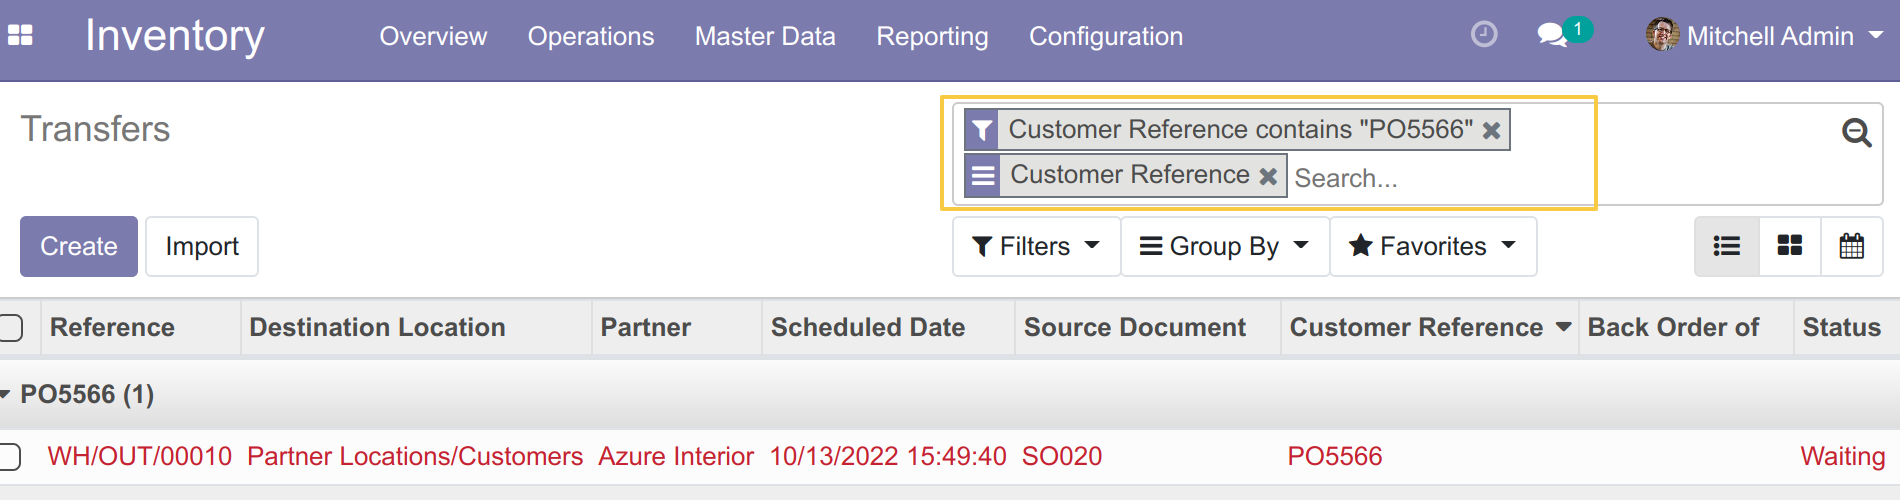 Inventory Overview Operations Master Data Reporting Configuration 1 Mitchell Admin
Transfers
Customer Reference contains "PO5566"
Customer Reference Search...
Create Import Filters Group By Favorites
Reference Destination Location Partner Scheduled Date Source Document Customer Reference Back Order of Status
PO5566 (1)
WH/OUT/00010 Partner Locations/Customers Azure Interior 10/13/2022 15:49:40 SO020 PO5566 Waiting